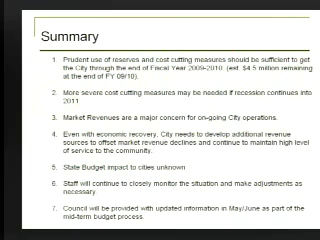 Summary
1. Prudent use of reserves and cost cutting measures should be sufficient to get
the City through the end of Fiscal Year 2009-2010. (est. $4.5 million remaining
at the end of FY 09/10).
2. More severe cost cutting measures may be needed if recession continues into
2011
3. Market Revenues are a major concern for on-going City operations.
4. Even with economic recovery, City needs to develop additional revenue
sources to offset market revenue declines and continue to maintain high level
of service to the community.
5. State Budget impact to cities unknown
6. Staff will continue to closely monitor the situation and make adjustments as
necessary
7. Council will be provided with updated information in May/June as part of the
mid-term budget process.